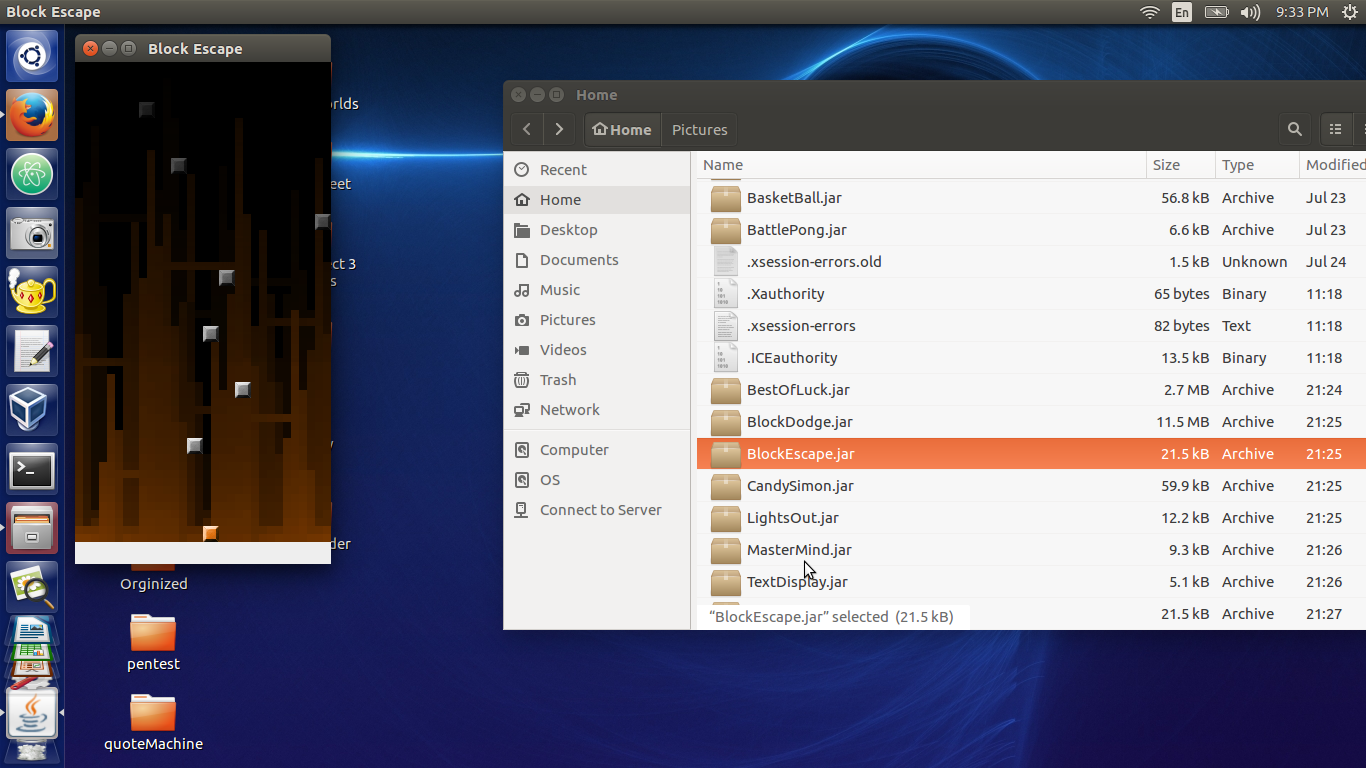 Block Escape
En
9:33 PM
Block Escape
orlds
eet
ect 3
s
der
Orginized
pentest
quoteMachine
Home
Home
Pictures
Recent
Home
Desktop
Documents
Music
Pictures
Videos
Trash
Network
Computer
OS
Connect to Server
Name Size Type Modified
BasketBall.jar 56.8 kB Archive Jul 23
BattlePong.jar 6.6 kB Archive Jul 23
.xsession-errors.old 1.5 kB Unknown Jul 24
.Xauthority 65 bytes Binary 11:18
.xsession-errors 82 bytes Text 11:18
.ICEauthority 13.5 kB Binary 11:18
BestOfLuck.jar 2.7 MB Archive 21:24
BlockDodge.jar 11.5 MB Archive 21:25
BlockEscape.jar 21.5 kB Archive 21:25
CandySimon.jar 59.9 kB Archive 21:25
LightsOut.jar 12.2 kB Archive 21:25
MasterMind.jar 9.3 kB Archive 21:26
TextDisplay.jar 5.1 kB Archive 21:26
21.5 kB Archive 21:27
“BlockEscape.jar” selected (21.5 kB)